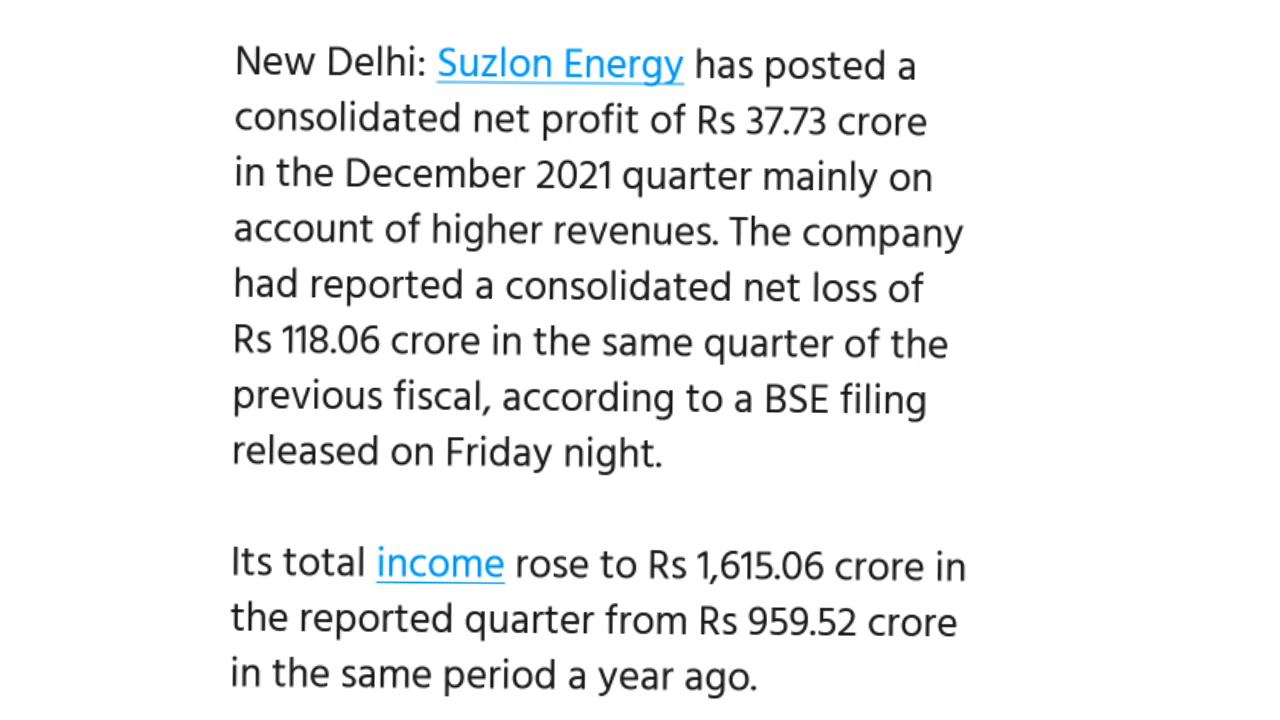 New Delhi: Suzlon Energy has posted a
consolidated net profit of Rs 37.73 crore
in the December 2021 quarter mainly on
account of higher revenues. The company
had reported a consolidated net loss of
Rs 118.06 crore in the same quarter of the
previous fiscal, according to a BSE filing
released on Friday night.
Its total income rose to Rs 1,615.06 crore in
the reported quarter from Rs 959.52 crore
in the same period a year ago.